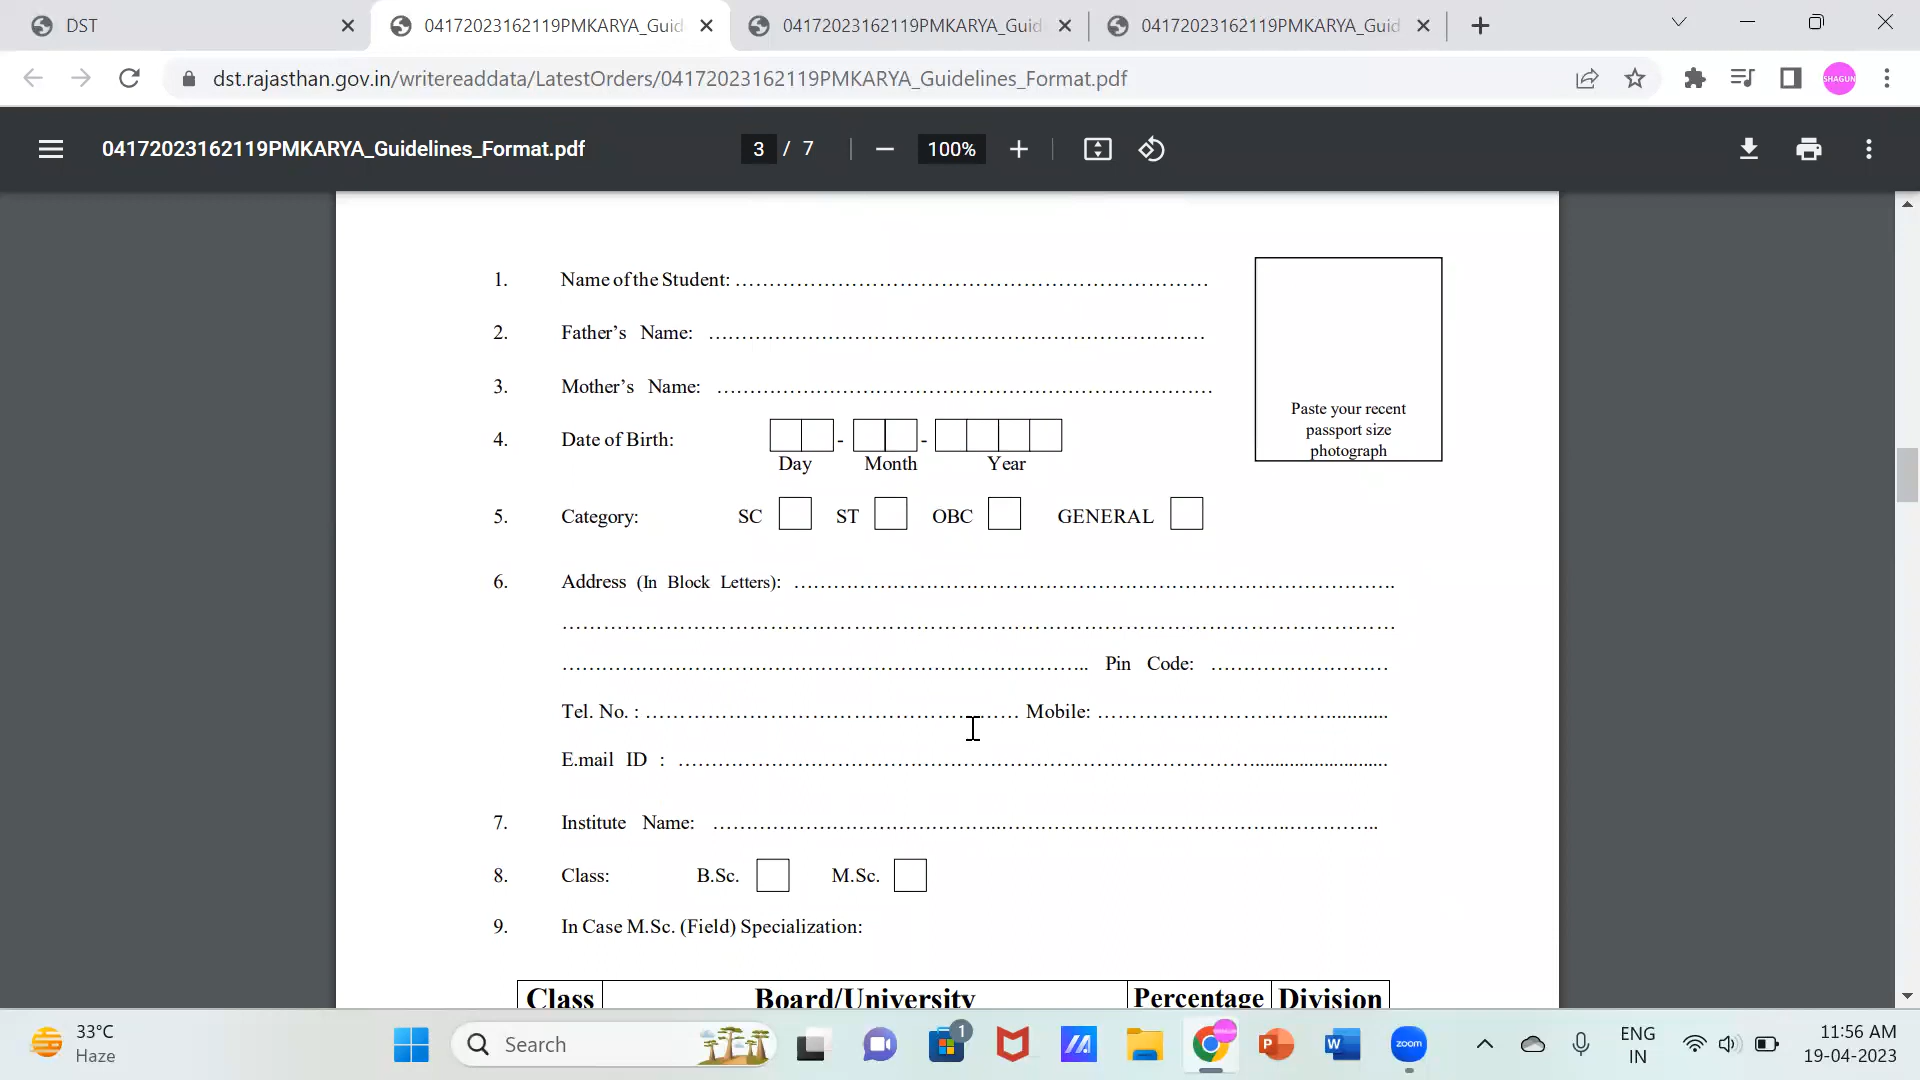 DST
04172023162119PMKARYA_Guid
04172023162119PMKARYA_Guid
04172023162119PMKARYA_Guid
dst.rajasthan.gov.in/writereaddata/LatestOrders/04172023162119PMKARYA_Guidelines_Format.pdf
SHAGUN
04172023162119PMKARYA_Guidelines_Format.pdf
3 / 7
100%
1. Name of the Student: ....................................................................
2. Father's Name: ....................................................................
3. Mother's Name: ....................................................................
4. Date of Birth: - -
Day Month Year
Paste your recent
passport size
photograph
5. Category: SC ST OBC GENERAL
6. Address (In Block Letters): ....................................................................
....................................................................
.................................................................... Pin Code: ..........................
Tel. No. : .................................................... Mobile: ..........................................
E.mail ID : ....................................................................
7. Institute Name: ....................................................................
8. Class: B.Sc. M.Sc.
9. In Case M.Sc. (Field) Specialization:
Class Board/University Percentage Division
33°C
Haze
Search
1
zoom
ENG
IN
11:56 AM
19-04-2023